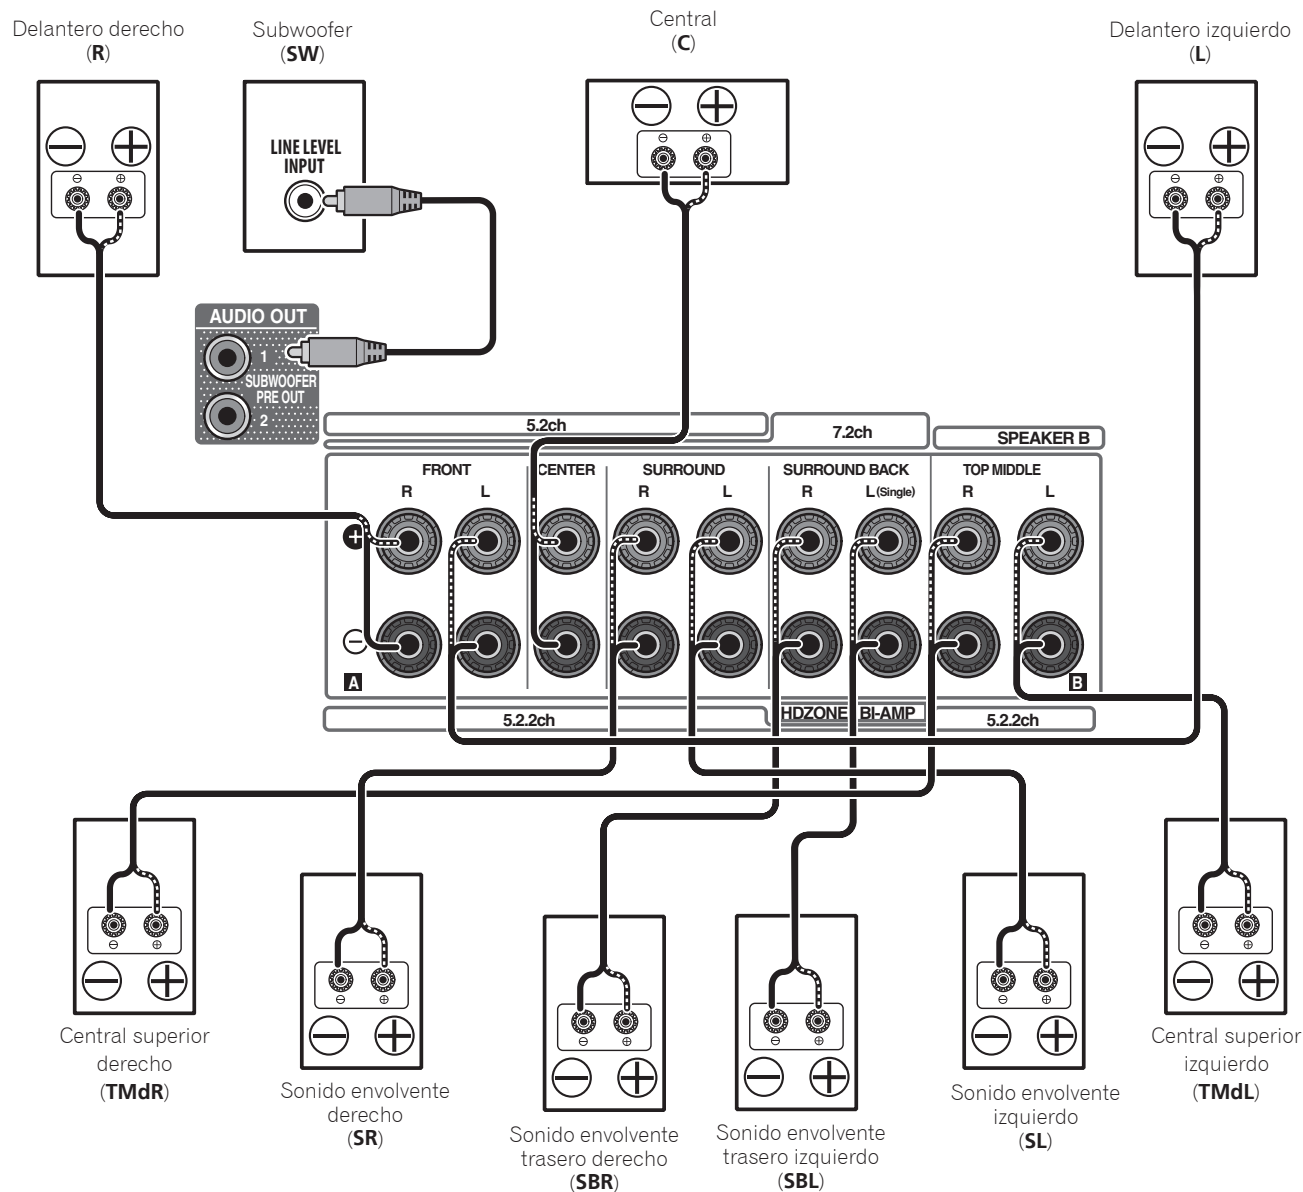 Delantero derecho
(R)
Subwoofer
(SW)
Central
(C)
Delantero izquierdo
(L)
LINE LEVEL
INPUT
AUDIO OUT
1
SUBWOOFER
PRE OUT
2
5.2ch
7.2ch
SPEAKER B
FRONT
CENTER
SURROUND
SURROUND BACK
TOP MIDDLE
R L R L R L (Single) R L
A
B
5.2.2ch
HDZONE
BI-AMP
5.2.2ch
Central superior
derecho
(TMdR)
Sonido envolvente
derecho
(SR)
Sonido envolvente
trasero derecho
(SBR)
Sonido envolvente
trasero izquierdo
(SBL)
Sonido envolvente
izquierdo
(SL)
Central superior
izquierdo
(TMdL)